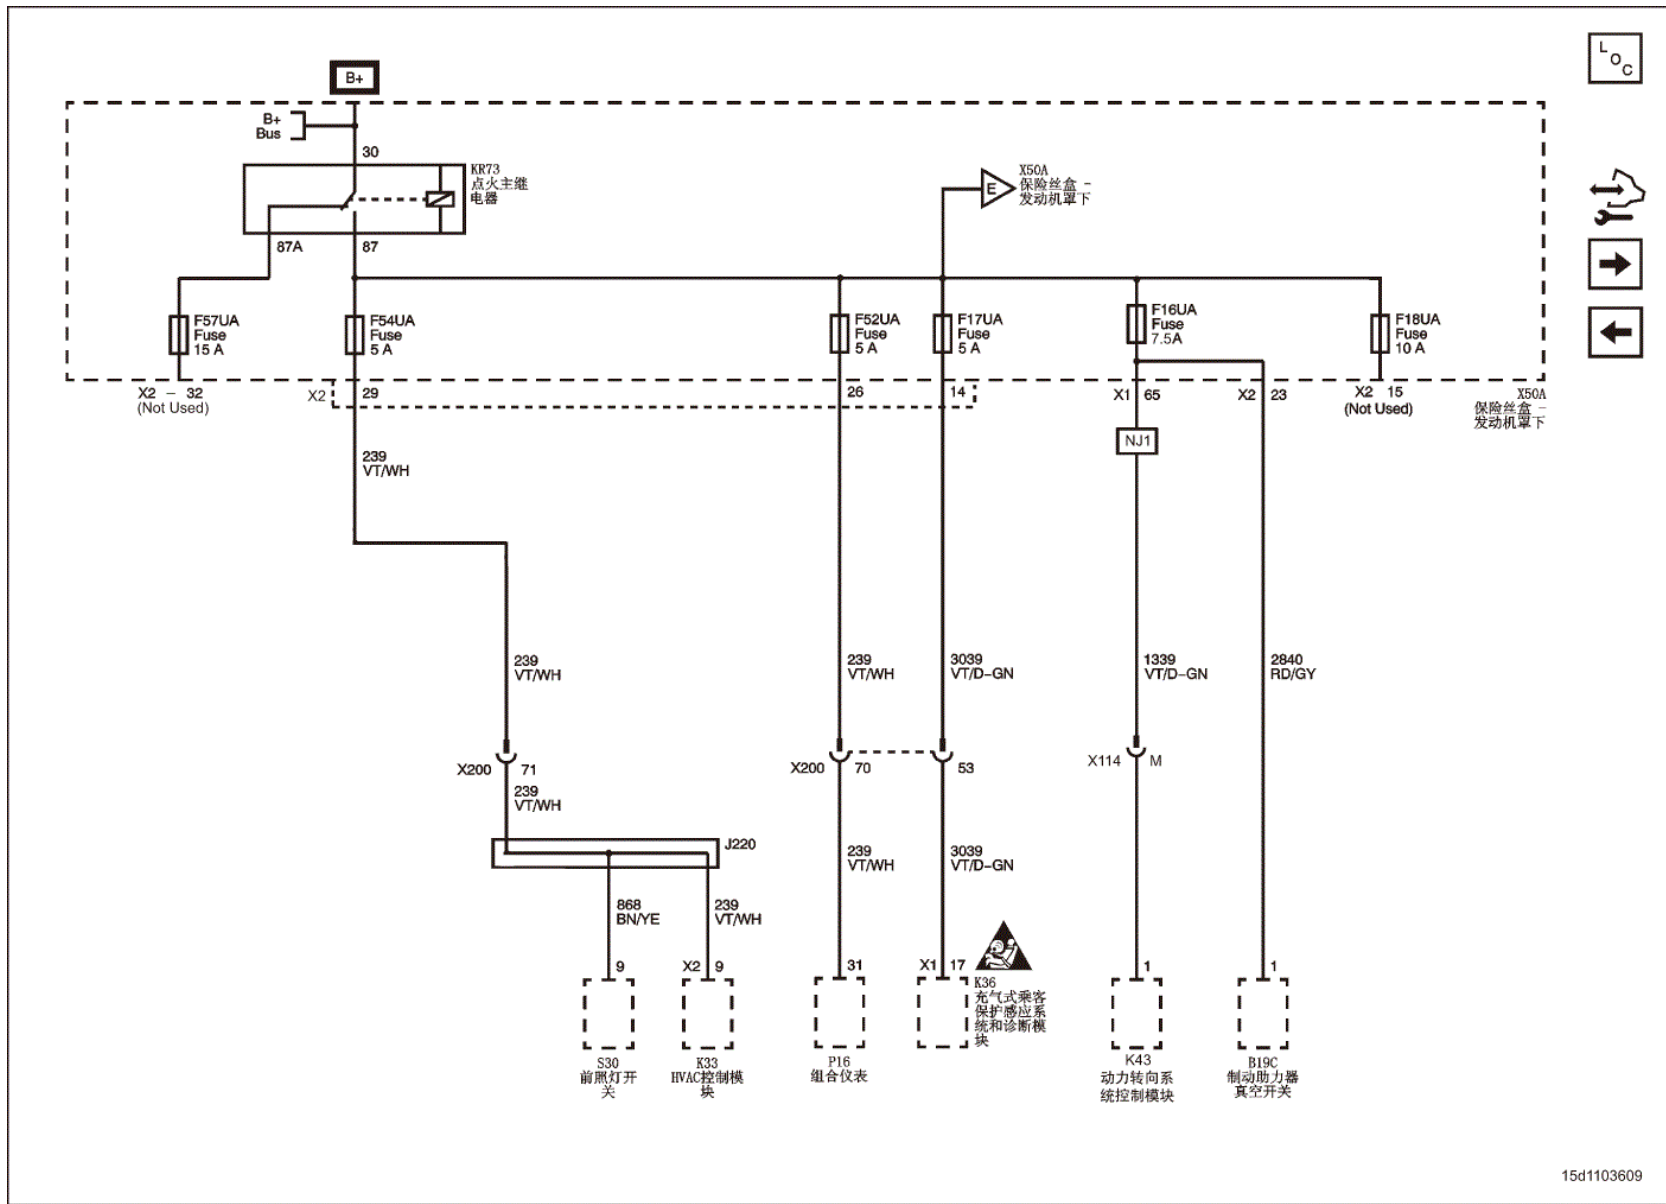 L
O
C
B+
B+
Bus
30
KR73
点火主继
电器
87A
87
E
X50A
保险丝盒 -
发动机罩下
F57UA
Fuse
15 A
F54UA
Fuse
5 A
F52UA
Fuse
5 A
F17UA
Fuse
5 A
F16UA
Fuse
7.5A
F18UA
Fuse
10 A
X2 - 32
(Not Used)
X2
29
26
14
X1 65
X2 23
X2 15
(Not Used)
X50A
保险丝盒 -
发动机罩下
NJ1
239
VT/WH
239
VT/WH
239
VT/WH
3039
VT/D-GN
1339
VT/D-GN
2840
RD/GY
X200 71
X200 70
53
X114 M
239
VT/WH
J220
239
VT/WH
3039
VT/D-GN
868
BN/YE
239
VT/WH
9
X2 9
31
X1 17
1
1
K36
充气式乘客
保护感应系
统和诊断模
块
S30
前照灯开
关
K33
HVAC控制模
块
P16
组合仪表
K43
动力转向系
统控制模块
B19C
制动助力器
真空开关
15d1103609